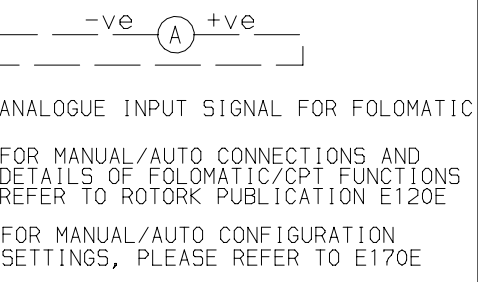 -ve A +ve
ANALOGUE INPUT SIGNAL FOR FOLOMATIC
FOR MANUAL/AUTO CONNECTIONS AND
DETAILS OF FOLOMATIC/CPT FUNCTIONS
REFER TO ROTORK PUBLICATION E120E
FOR MANUAL/AUTO CONFIGURATION
SETTINGS, PLEASE REFER TO E170E